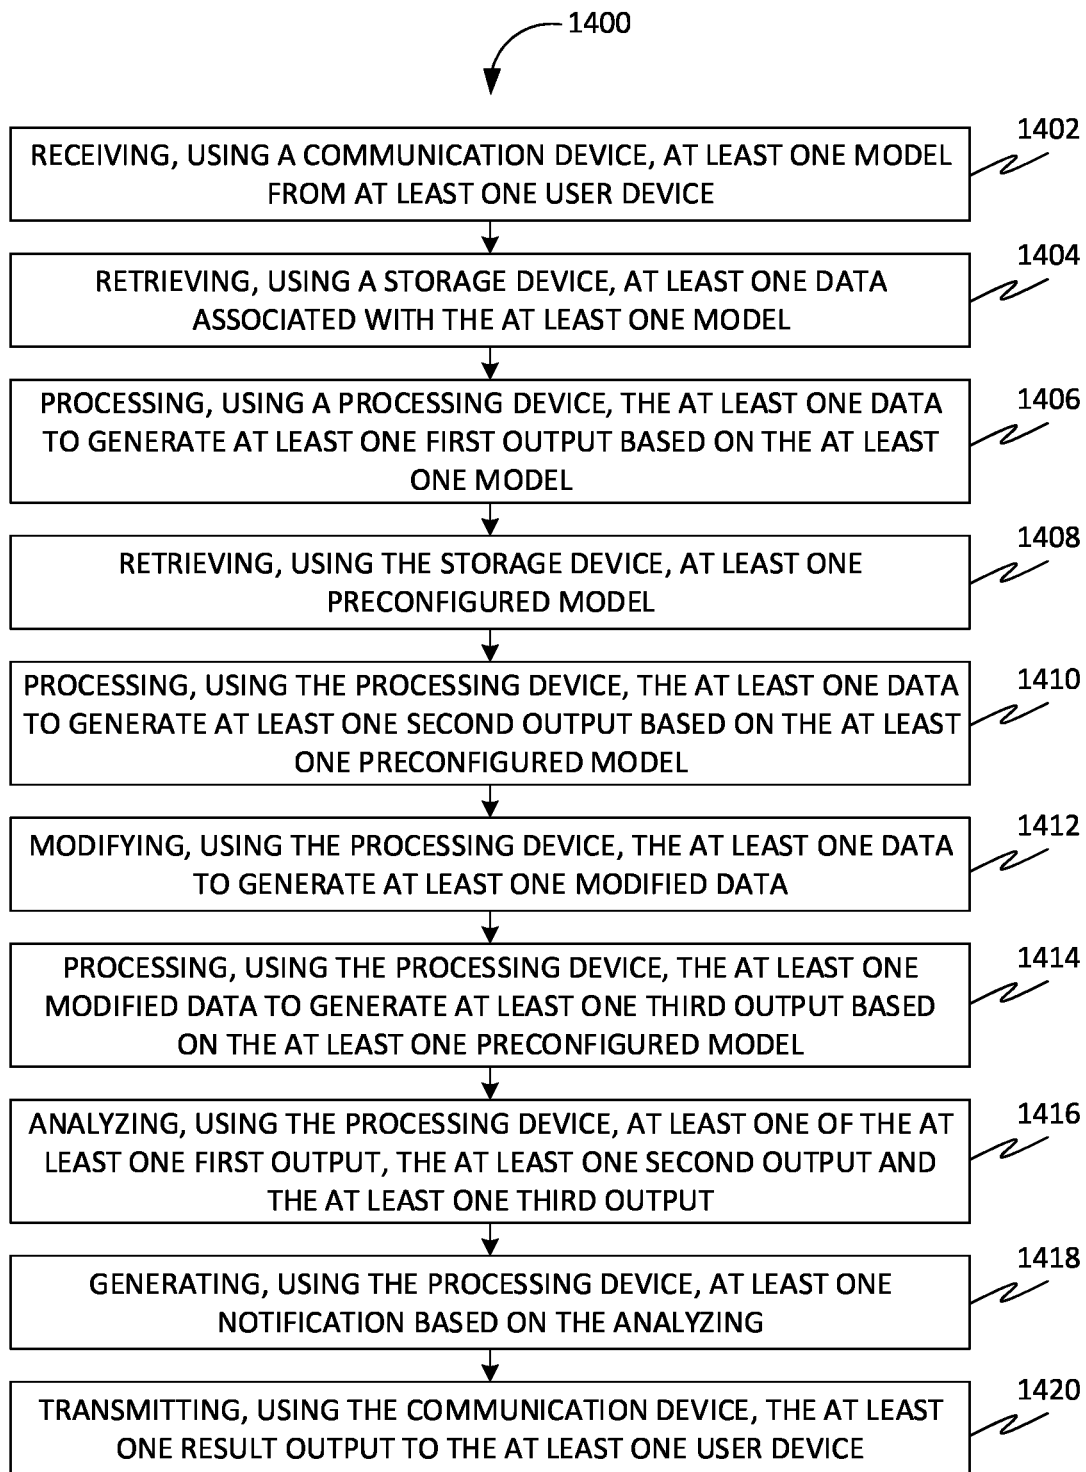 1400
1402
RECEIVING, USING A COMMUNICATION DEVICE, AT LEAST ONE MODEL
FROM AT LEAST ONE USER DEVICE
1404
RETRIEVING, USING A STORAGE DEVICE, AT LEAST ONE DATA
ASSOCIATED WITH THE AT LEAST ONE MODEL
1406
PROCESSING, USING A PROCESSING DEVICE, THE AT LEAST ONE DATA
TO GENERATE AT LEAST ONE FIRST OUTPUT BASED ON THE AT LEAST
ONE MODEL
1408
RETRIEVING, USING THE STORAGE DEVICE, AT LEAST ONE
PRECONFIGURED MODEL
1410
PROCESSING, USING THE PROCESSING DEVICE, THE AT LEAST ONE DATA
TO GENERATE AT LEAST ONE SECOND OUTPUT BASED ON THE AT LEAST
ONE PRECONFIGURED MODEL
1412
MODIFYING, USING THE PROCESSING DEVICE, THE AT LEAST ONE DATA
TO GENERATE AT LEAST ONE MODIFIED DATA
1414
PROCESSING, USING THE PROCESSING DEVICE, THE AT LEAST ONE
MODIFIED DATA TO GENERATE AT LEAST ONE THIRD OUTPUT BASED
ON THE AT LEAST ONE PRECONFIGURED MODEL
1416
ANALYZING, USING THE PROCESSING DEVICE, AT LEAST ONE OF THE AT
LEAST ONE FIRST OUTPUT, THE AT LEAST ONE SECOND OUTPUT AND
THE AT LEAST ONE THIRD OUTPUT
1418
GENERATING, USING THE PROCESSING DEVICE, AT LEAST ONE
NOTIFICATION BASED ON THE ANALYZING
1420
TRANSMITTING, USING THE COMMUNICATION DEVICE, THE AT LEAST
ONE RESULT OUTPUT TO THE AT LEAST ONE USER DEVICE